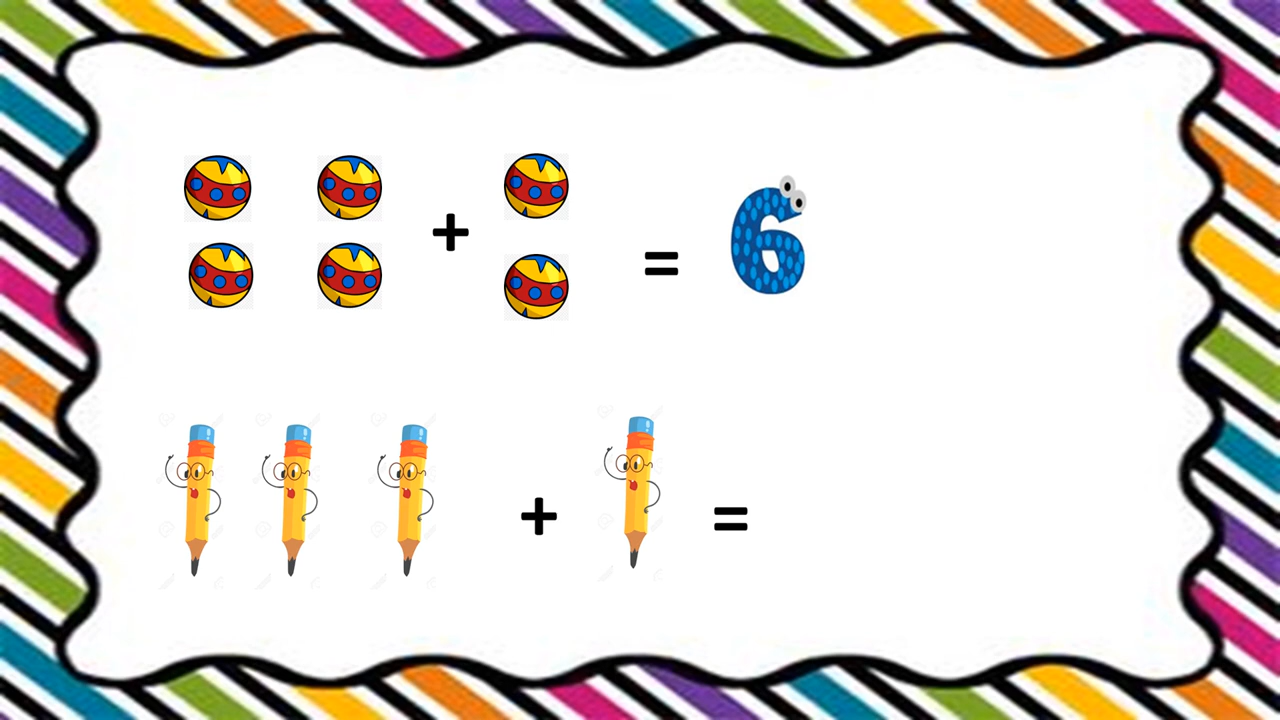 + = 6
+ =